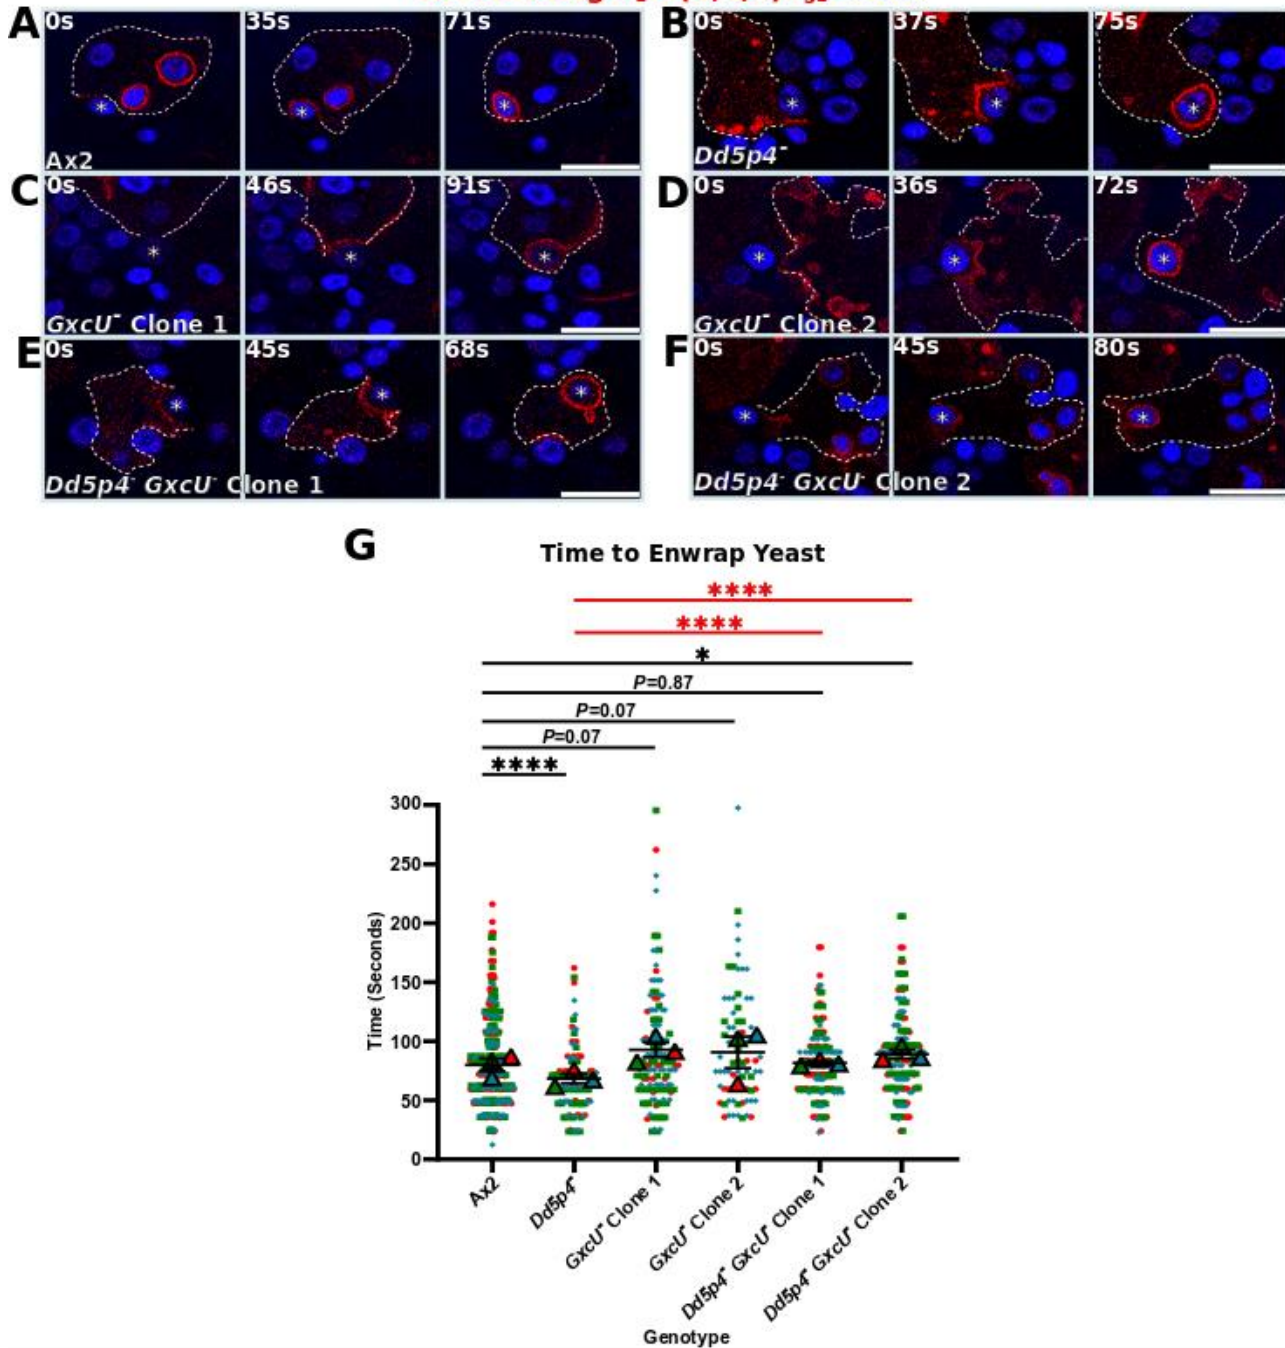 A 0s 35s 71s
Ax2
B 0s 37s 75s
Dd5p4-
C 0s 46s 91s
GxcU- Clone 1
D 0s 36s 72s
GxcU- Clone 2
E 0s 45s 68s
Dd5p4- GxcU- Clone 1
F 0s 45s 80s
Dd5p4- GxcU- Clone 2
G
Time to Enwrap Yeast
****
****
*
P=0.87
P=0.07
P=0.07
****
300
250
200
150
100
50
0
Time (Seconds)
Ax2
Dd5p4-
GxcU- Clone 1
GxcU- Clone 2
Dd5p4- GxcU- Clone 1
Dd5p4- GxcU- Clone 2
Genotype